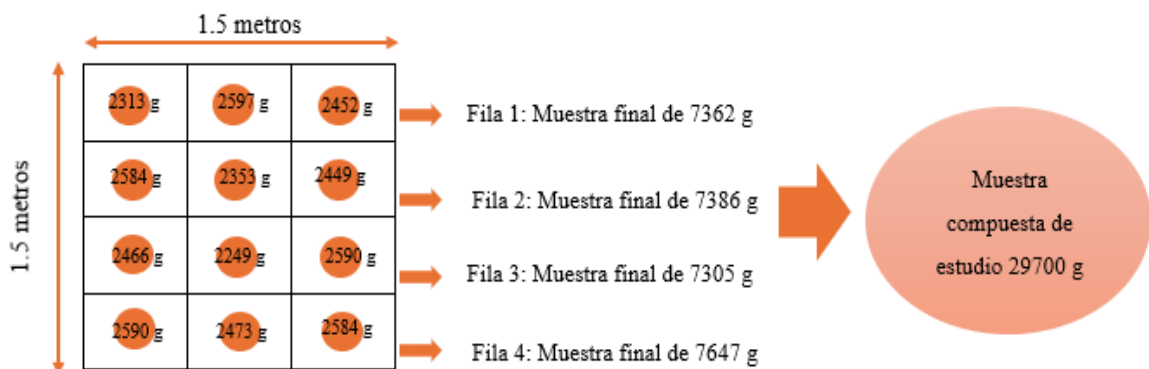 1.5 metros
1.5 metros
2313 g 2597 g 2452 g
Fila 1: Muestra final de 7362 g
2584 g 2353 g 2449 g
Fila 2: Muestra final de 7386 g
2466 g 2249 g 2590 g
Fila 3: Muestra final de 7305 g
2590 g 2473 g 2584 g
Fila 4: Muestra final de 7647 g
Muestra
compuesta de
estudio 29700 g